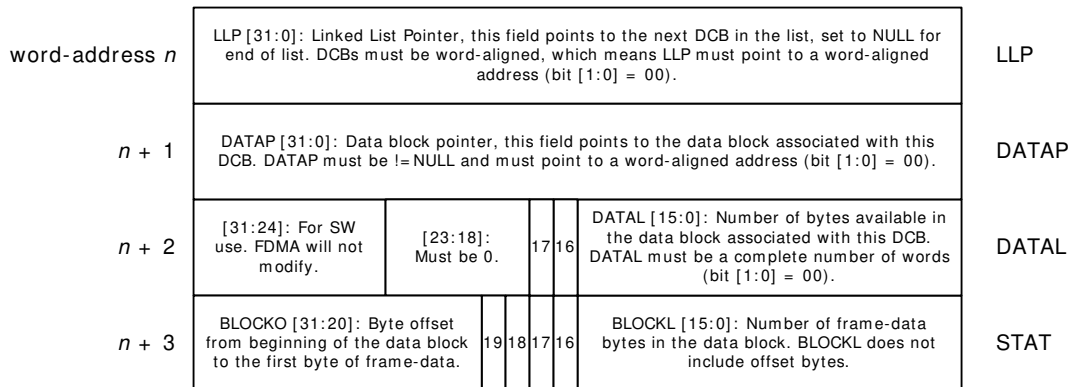 word-address n
LLP [31:0]: Linked List Pointer, this field points to the next DCB in the list, set to NULL for
end of list. DCBs must be word-aligned, which means LLP must point to a word-aligned
address (bit [1:0] = 00).
LLP
n + 1
DATAP [31:0]: Data block pointer, this field points to the data block associated with this
DCB. DATAP must be != NULL and must point to a word-aligned address (bit [1:0] = 00).
DATAP
n + 2
[31:24]: For SW
use. FDMA will not
modify.
[23:18]:
Must be 0.
17
16
DATAL [15:0]: Number of bytes available in
the data block associated with this DCB.
DATAL must be a complete number of words
(bit [1:0] = 00).
DATAL
n + 3
BLOCKO [31:20]: Byte offset
from beginning of the data block
to the first byte of frame-data.
19
18
17
16
BLOCKL [15:0]: Number of frame-data
bytes in the data block. BLOCKL does not
include offset bytes.
STAT